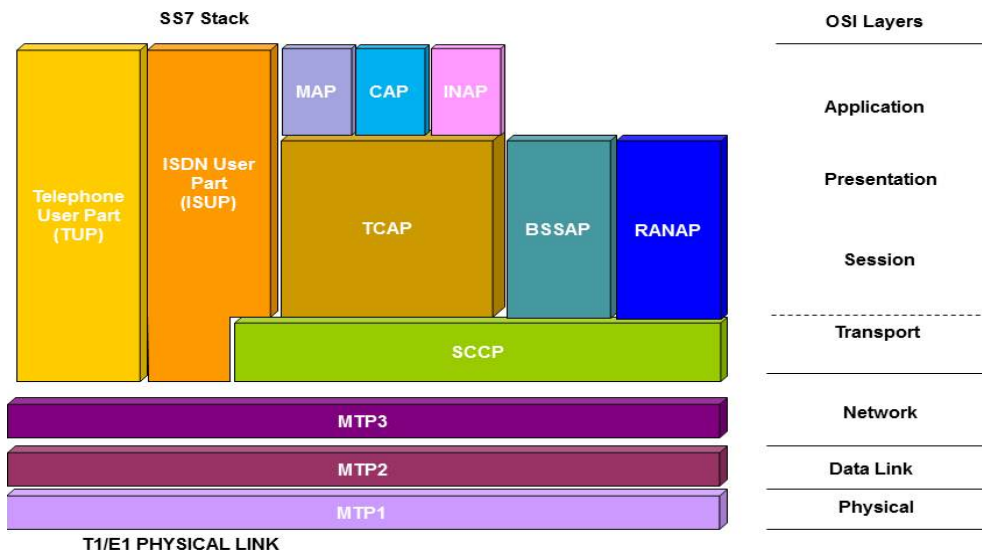 SS7 Stack
OSI Layers
MAP
CAP
INAP
Application
ISDN User
Part
(ISUP)
Telephone
User Part
(TUP)
TCAP
BSSAP
RANAP
Presentation
Session
SCCP
Transport
MTP3
Network
MTP2
Data Link
MTP1
Physical
T1/E1 PHYSICAL LINK